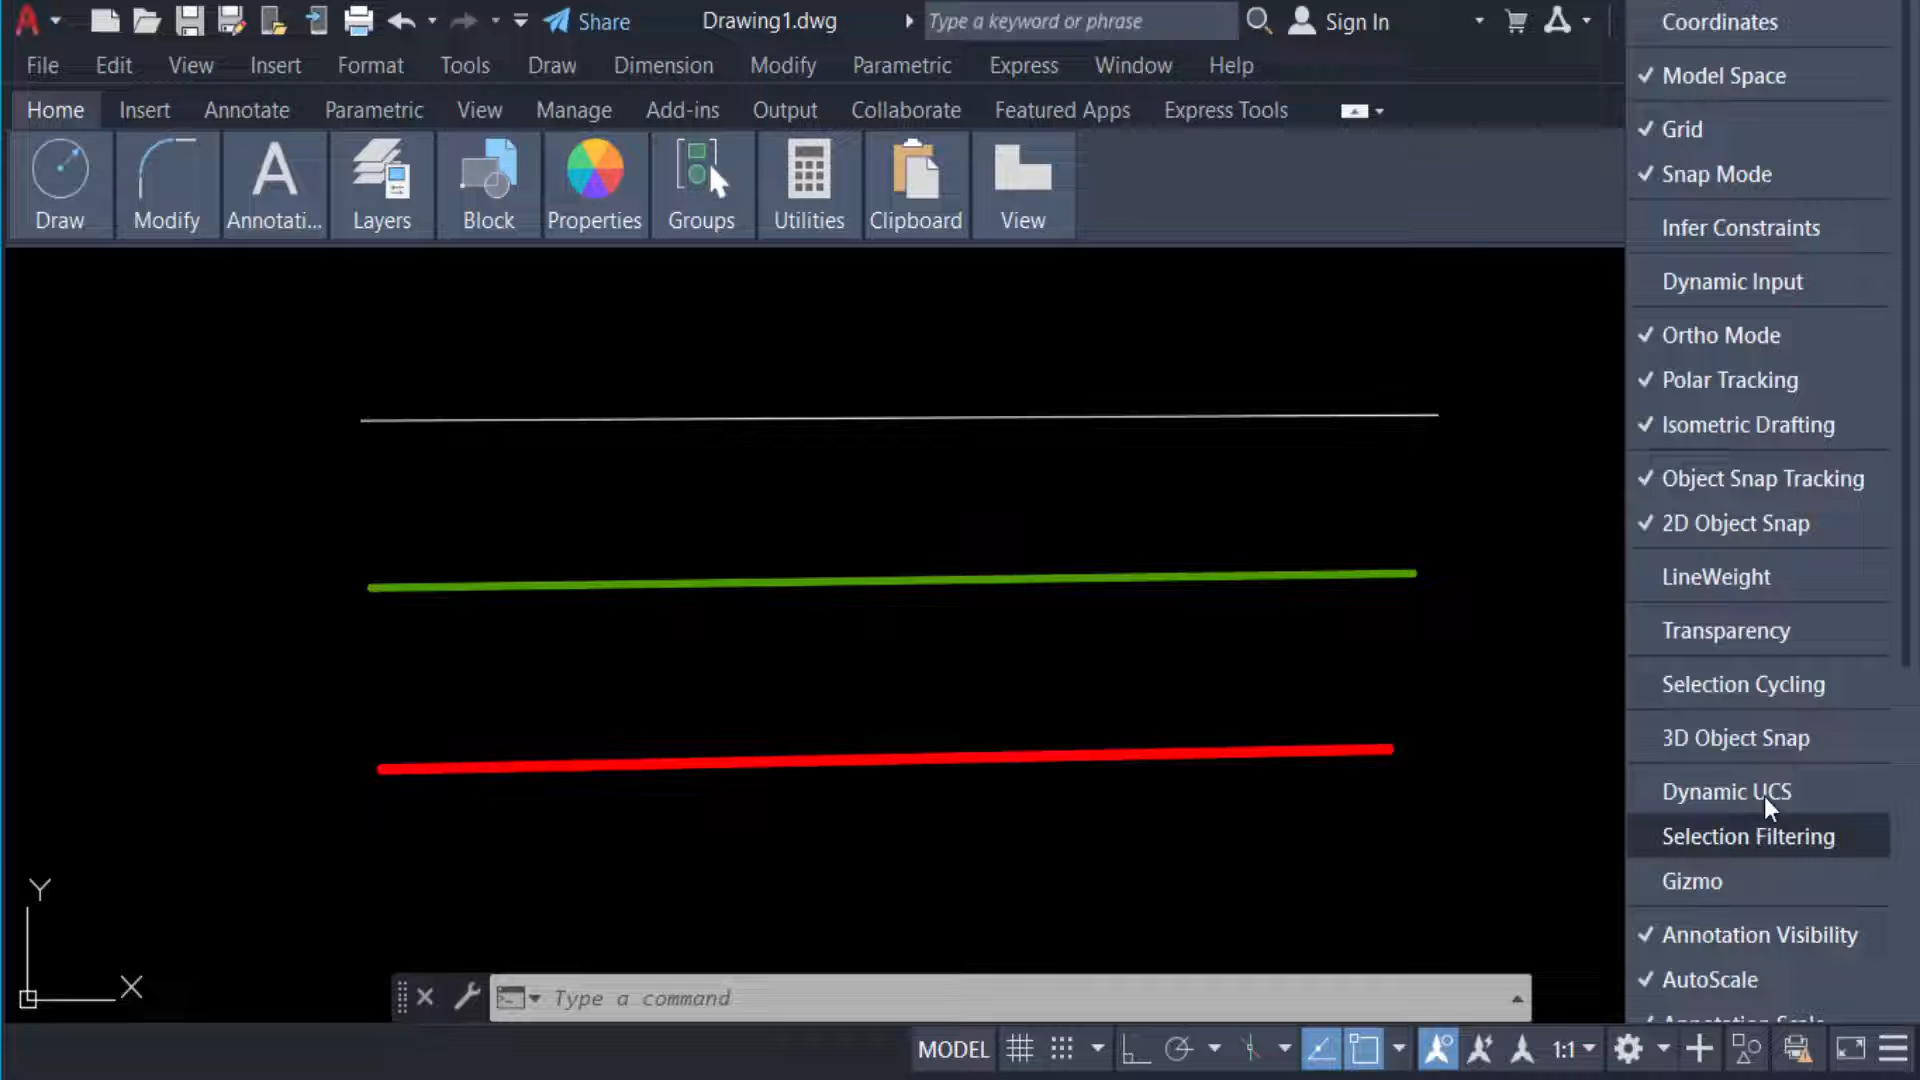 Share
Drawing1.dwg
Type a keyword or phrase
Sign In
File Edit View Insert Format Tools Draw Dimension Modify Parametric Express Window Help
Home Insert Annotate Parametric View Manage Add-ins Output Collaborate Featured Apps Express Tools
Draw Modify Annotati... Layers Block Properties Groups Utilities Clipboard View
Coordinates
Model Space
Grid
Snap Mode
Infer Constraints
Dynamic Input
Ortho Mode
Polar Tracking
Isometric Drafting
Object Snap Tracking
2D Object Snap
LineWeight
Transparency
Selection Cycling
3D Object Snap
Dynamic UCS
Selection Filtering
Gizmo
Annotation Visibility
AutoScale
Y
X
Type a command
MODEL
1:1